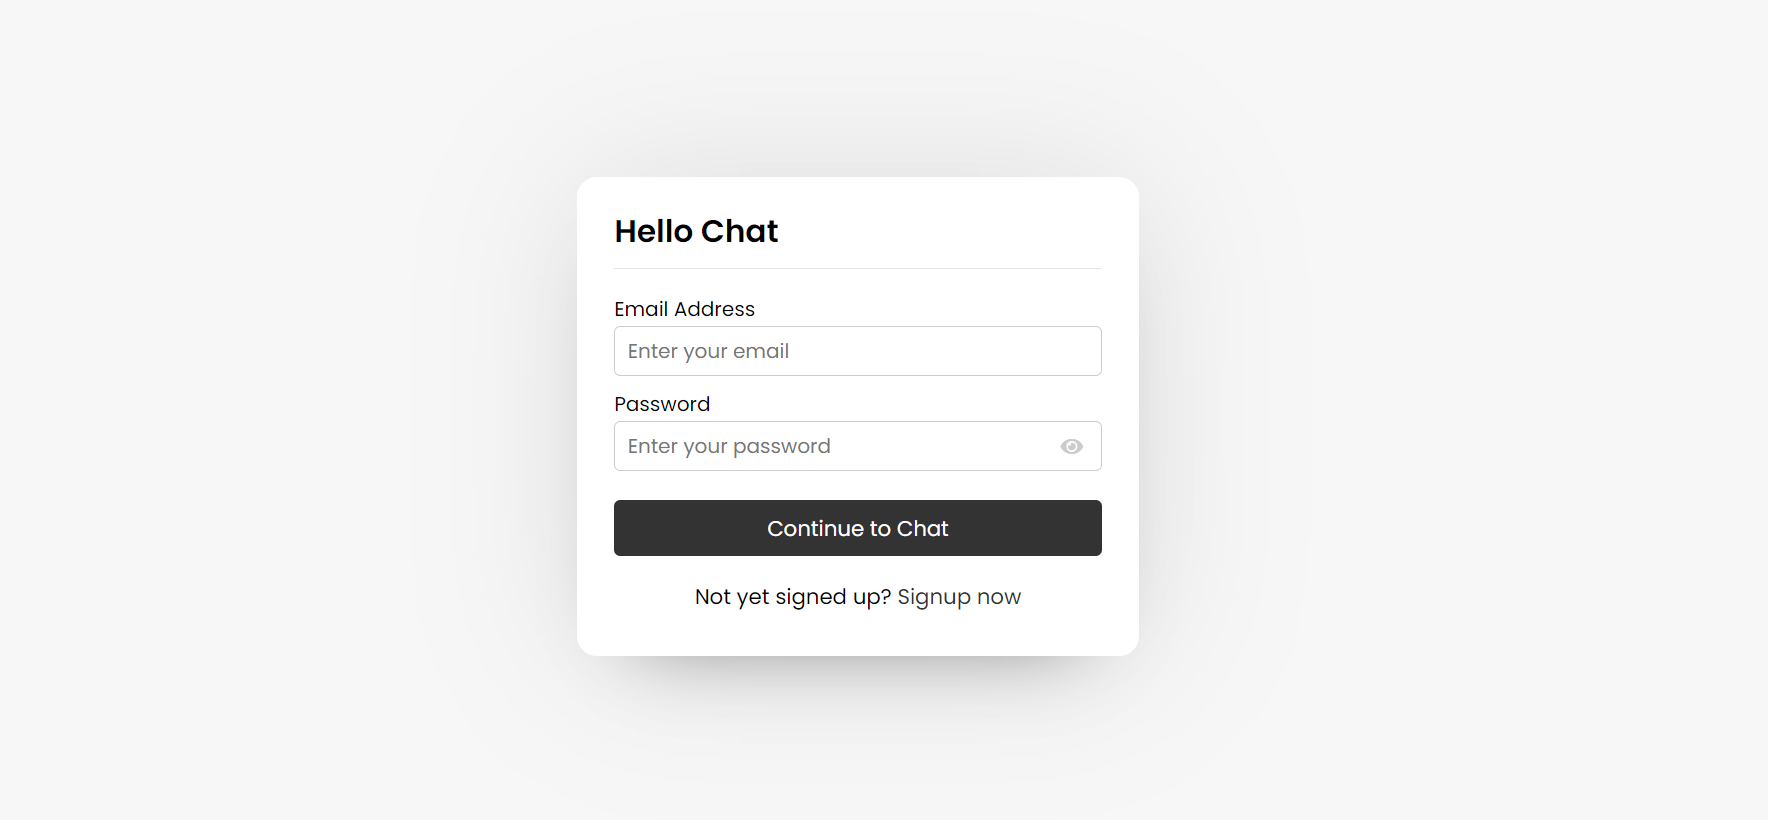 Hello Chat
Email Address
Enter your email
Password
Enter your password
Continue to Chat
Not yet signed up? Signup now